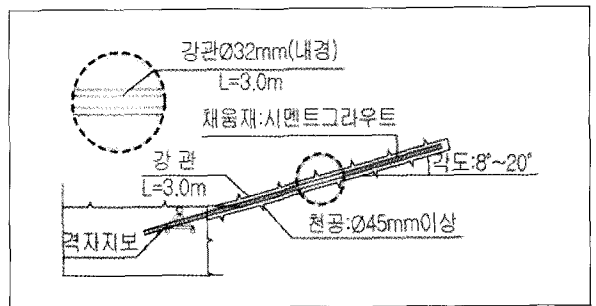 강관Ø32mm(내경)
L=3.0m
채움재:시멘트그라우트
강 관
L=3.0m
각도:8°~20°
천공:Ø45mm이상
격자지보